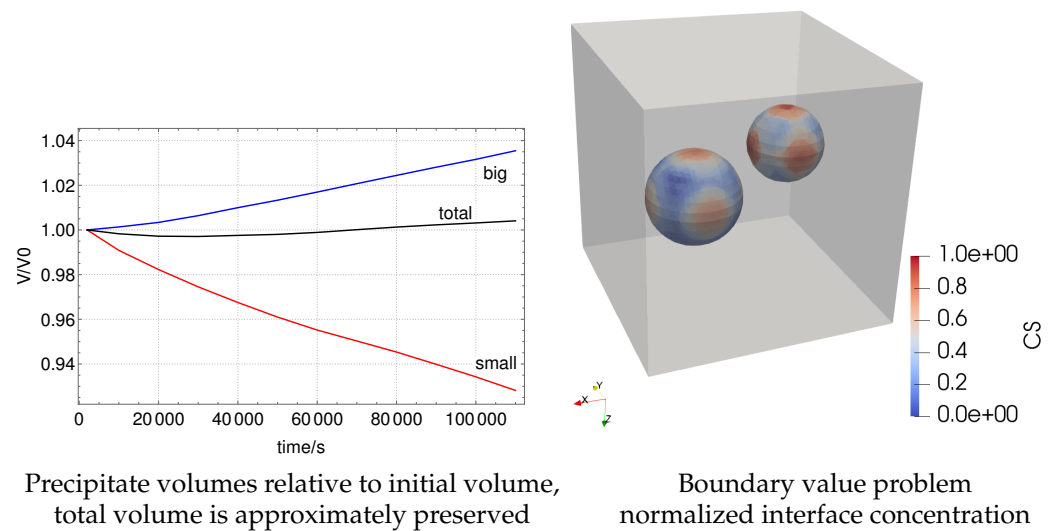 1.04
1.02
1.00
0.98
0.96
0.94
V/V0
big
total
small
0
20 000
40 000
60 000
80 000
100 000
time/s
Precipitate volumes relative to initial volume,
total volume is approximately preserved
1.0e+00
0.8
0.6
0.4
0.2
0.0e+00
CS
Y
X
Z
Boundary value problem
normalized interface concentration